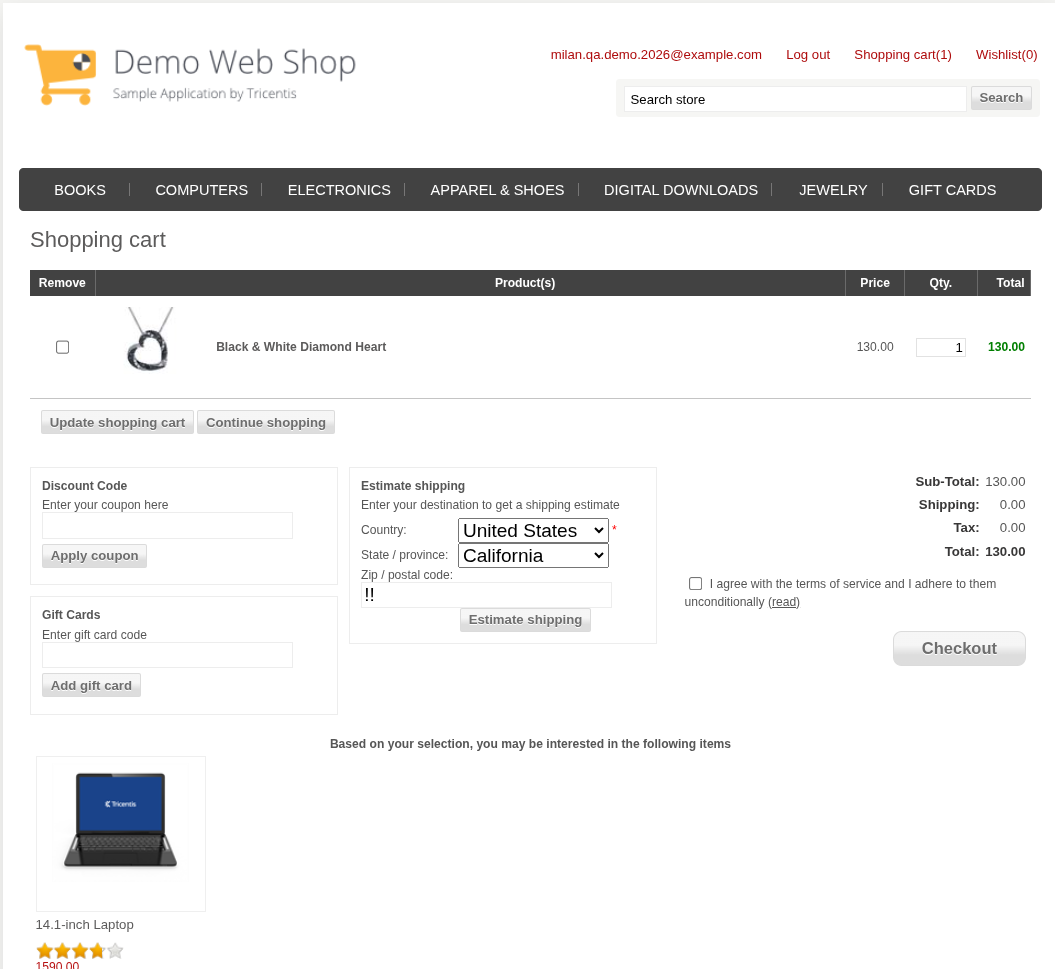 Demo Web Shop
Sample Application by Tricentis
milan.qa.demo.2026@example.com Log out Shopping cart(1) Wishlist(0)
Search store Search
BOOKS COMPUTERS ELECTRONICS APPAREL & SHOES DIGITAL DOWNLOADS JEWELRY GIFT CARDS
Shopping cart
Remove Product(s) Price Qty. Total
Black & White Diamond Heart 130.00 1 130.00
Update shopping cart Continue shopping
Discount Code
Enter your coupon here
Apply coupon
Gift Cards
Enter gift card code
Add gift card
Estimate shipping
Enter your destination to get a shipping estimate
Country: United States *
State / province: California
Zip / postal code:
!!
Estimate shipping
Sub-Total: 130.00
Shipping: 0.00
Tax: 0.00
Total: 130.00
I agree with the terms of service and I adhere to them
unconditionally (read)
Checkout
Based on your selection, you may be interested in the following items
Tricentis
14.1-inch Laptop
1590.00